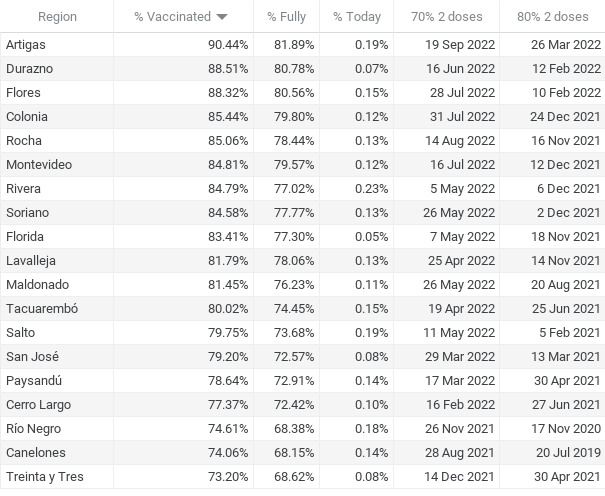 Region % Vaccinated % Fully % Today 70% 2 doses 80% 2 doses
Artigas 90.44% 81.89% 0.19% 19 Sep 2022 26 Mar 2022
Durazno 88.51% 80.78% 0.07% 16 Jun 2022 12 Feb 2022
Flores 88.32% 80.56% 0.15% 28 Jul 2022 10 Feb 2022
Colonia 85.44% 79.80% 0.12% 31 Jul 2022 24 Dec 2021
Rocha 85.06% 78.44% 0.13% 14 Aug 2022 16 Nov 2021
Montevideo 84.81% 79.57% 0.12% 16 Jul 2022 12 Dec 2021
Rivera 84.79% 77.02% 0.23% 5 May 2022 6 Dec 2021
Soriano 84.58% 77.77% 0.13% 26 May 2022 2 Dec 2021
Florida 83.41% 77.30% 0.05% 7 May 2022 18 Nov 2021
Lavalleja 81.79% 78.06% 0.13% 25 Apr 2022 14 Nov 2021
Maldonado 81.45% 76.23% 0.11% 26 May 2022 20 Aug 2021
Tacuarembó 80.02% 74.45% 0.15% 19 Apr 2022 25 Jun 2021
Salto 79.75% 73.68% 0.19% 11 May 2022 5 Feb 2021
San José 79.20% 72.57% 0.08% 29 Mar 2022 13 Mar 2021
Paysandú 78.64% 72.91% 0.14% 17 Mar 2022 30 Apr 2021
Cerro Largo 77.37% 72.42% 0.10% 16 Feb 2022 27 Jun 2021
Río Negro 74.61% 68.38% 0.18% 26 Nov 2021 17 Nov 2020
Canelones 74.06% 68.15% 0.14% 28 Aug 2021 20 Jul 2019
Treinta y Tres 73.20% 68.62% 0.08% 14 Dec 2021 30 Apr 2021